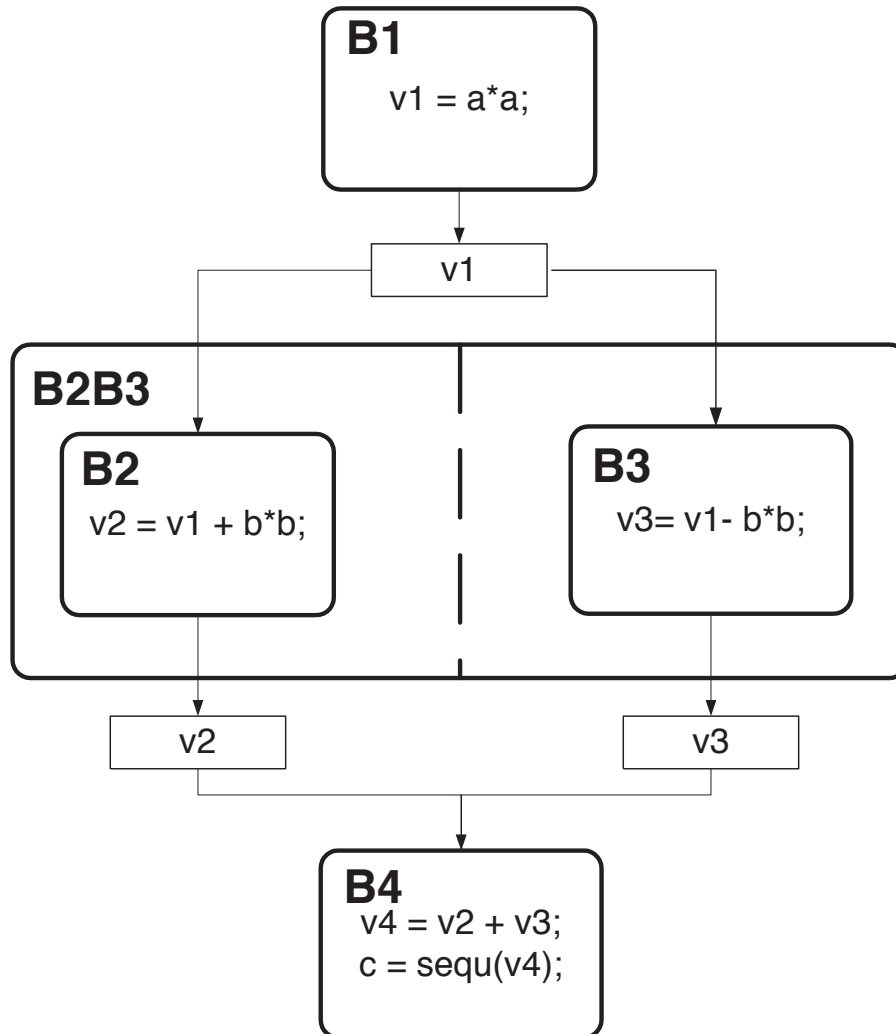 B1
v1 = a*a;
v1
B2B3
B2
v2 = v1 + b*b;
B3
v3= v1- b*b;
v2
v3
B4
v4 = v2 + v3;
c = sequ(v4);